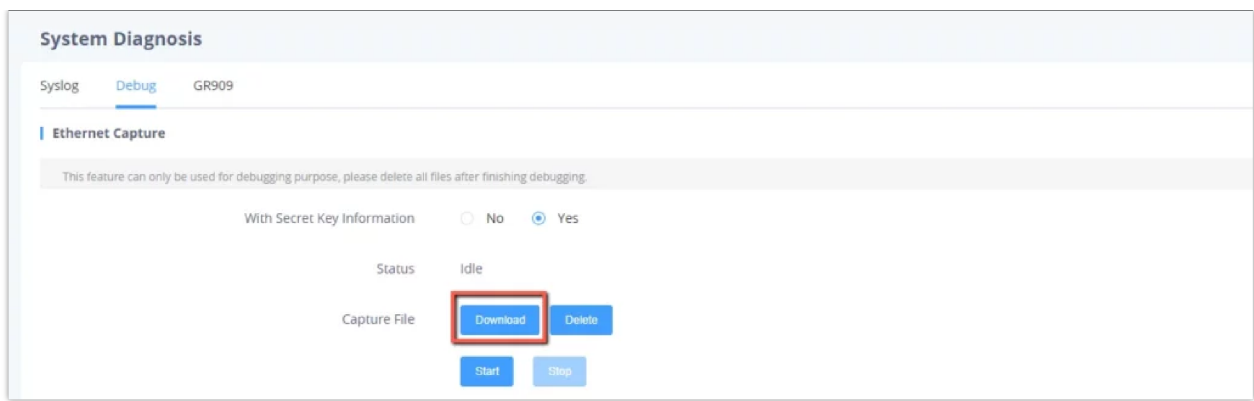 System Diagnosis
Syslog Debug GR909
Ethernet Capture
This feature can only be used for debugging purpose, please delete all files after finishing debugging.
With Secret Key Information No Yes
Status Idle
Capture File Download Delete
Start Stop